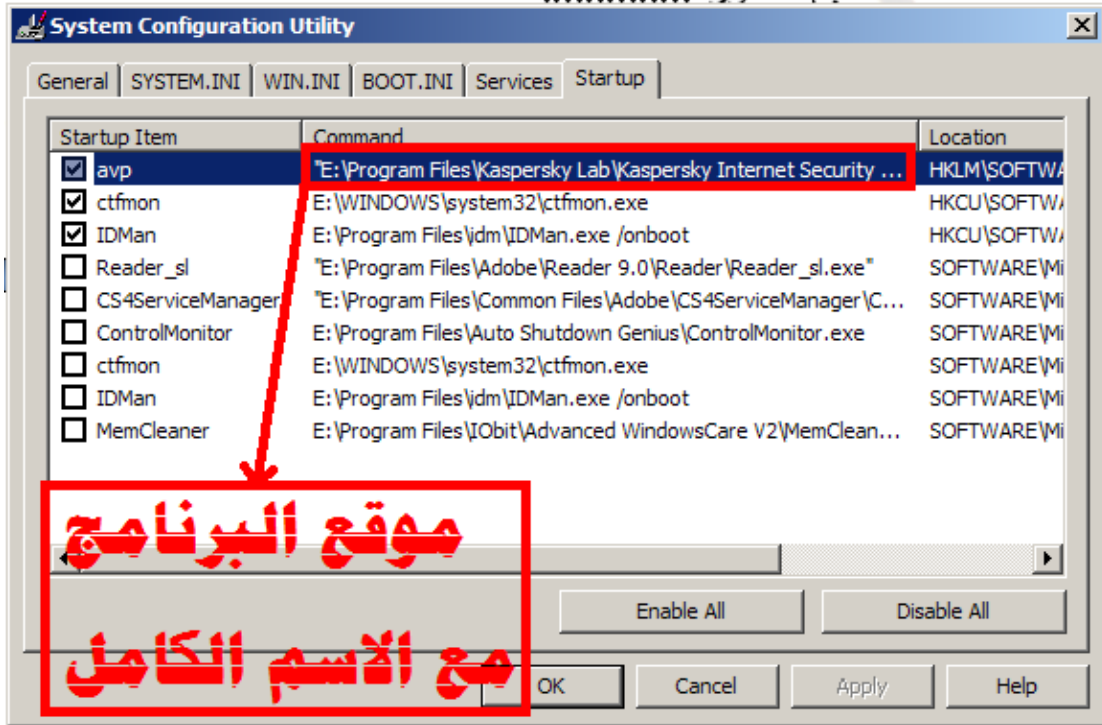 System Configuration Utility
General SYSTEM.INI WIN.INI BOOT.INI Services Startup
Startup Item Command Location
avp "E:\Program Files\Kaspersky Lab\Kaspersky Internet Security ... HKLM\SOFTWA
ctfmon E:\WINDOWS\system32\ctfmon.exe HKCU\SOFTWA
IDMan E:\Program Files\idm\IDMan.exe /onboot HKCU\SOFTWA
Reader_sl "E:\Program Files\Adobe\Reader 9.0\Reader\Reader_sl.exe" SOFTWARE\Mi
CS4ServiceManager "E:\Program Files\Common Files\Adobe\CS4ServiceManager\C... SOFTWARE\Mi
ControlMonitor E:\Program Files\Auto Shutdown Genius\ControlMonitor.exe SOFTWARE\Mi
ctfmon E:\WINDOWS\system32\ctfmon.exe SOFTWARE\Mi
IDMan E:\Program Files\idm\IDMan.exe /onboot SOFTWARE\Mi
MemCleaner E:\Program Files\IObit\Advanced WindowsCare V2\MemClean... SOFTWARE\Mi
موقع البرنامج
Enable All Disable All
مع الاسم الكامل
OK Cancel Apply Help